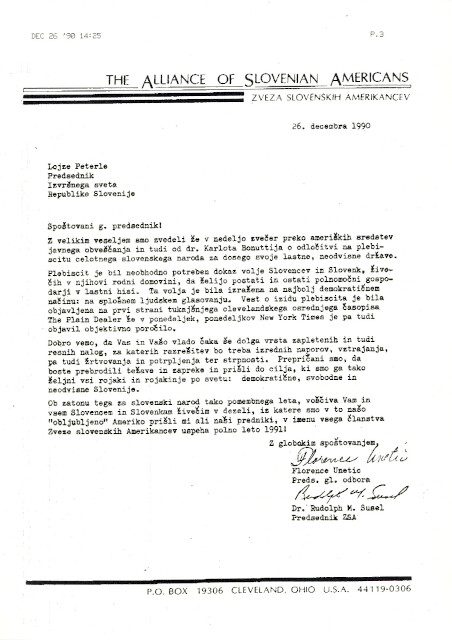 DEC 26 '90 14:25
P.3
THE ALLIANCE OF SLOVENIAN AMERICANS
ZVEZA SLOVENSKIH AMERIKANCEV
26. decembra 1990
Lojze Peterle
Predsednik
Izvršnega sveta
Republike Slovenije
Spoštovani g. predsednik!
Z velikim veseljem smo zvedeli že v nedeljo zvečer preko ameriških sredstev
javnega obveščanja in tudi od dr. Karlota Bonuttija o odločitvi na plebi-
scitu celotnega slovenskega naroda za donego svoje lastne, neodvisne države.
Plebiscit je bil neobhodno potreben dokaz volje Slovencev in Slovenk, žive-
čih v njihovi rodni domovini, da želijo postati in ostati polnomočni gospo-
darji v lastni hiši. Ta volja je bila izražena na najbolj demokratičnem
načinu: na splošnem ljudskem glasovanju. Vest o izidu plebiscita je bila
objavljena na prvi strani tukajšnjega clevelandskega osrednjega časopisa
The Plain Dealer že v ponedeljek, ponedeljkov New York Times je pa tudi
objavil objektivno poročilo.
Dobro vemo, da Vas in Vašo vlado čaka še dolga vrsta zapletenih in tudi
resnih nalog, za katerih razrešitev bo treba izrednih naporov, vztrajanja,
pa tudi žrtvovanja in potrpljenja ter strpnosti. Prepričani smo, da
boste prebrodili težave in zapreke in prišli do cilja, ki smo ga tako
željni vsi rojaki in rojakinje po svetu: demokratične, svobodne in
neodvisne Slovenije.
Ob zatonu tega za slovenski narod tako pomembnega leta, voščiva Vam in
vsem Slovencem in Slovenkam živečim v deželi, iz katere smo v to našo
"obljubljeno" Ameriko prišli mi ali naši predniki, v imenu vsega članstva
Zveze slovenskih Amerikancev uspeha polno leto 1991!
Z globokim spoštovanjem,
Florence Unetic
Florence Unetic
Preds. gl. odbora
Rudolph M. Susel
Dr. Rudolph M. Susel
Predsednik ZSA
P.O. BOX 19306 CLEVELAND, OHIO U.S.A. 44119-0306